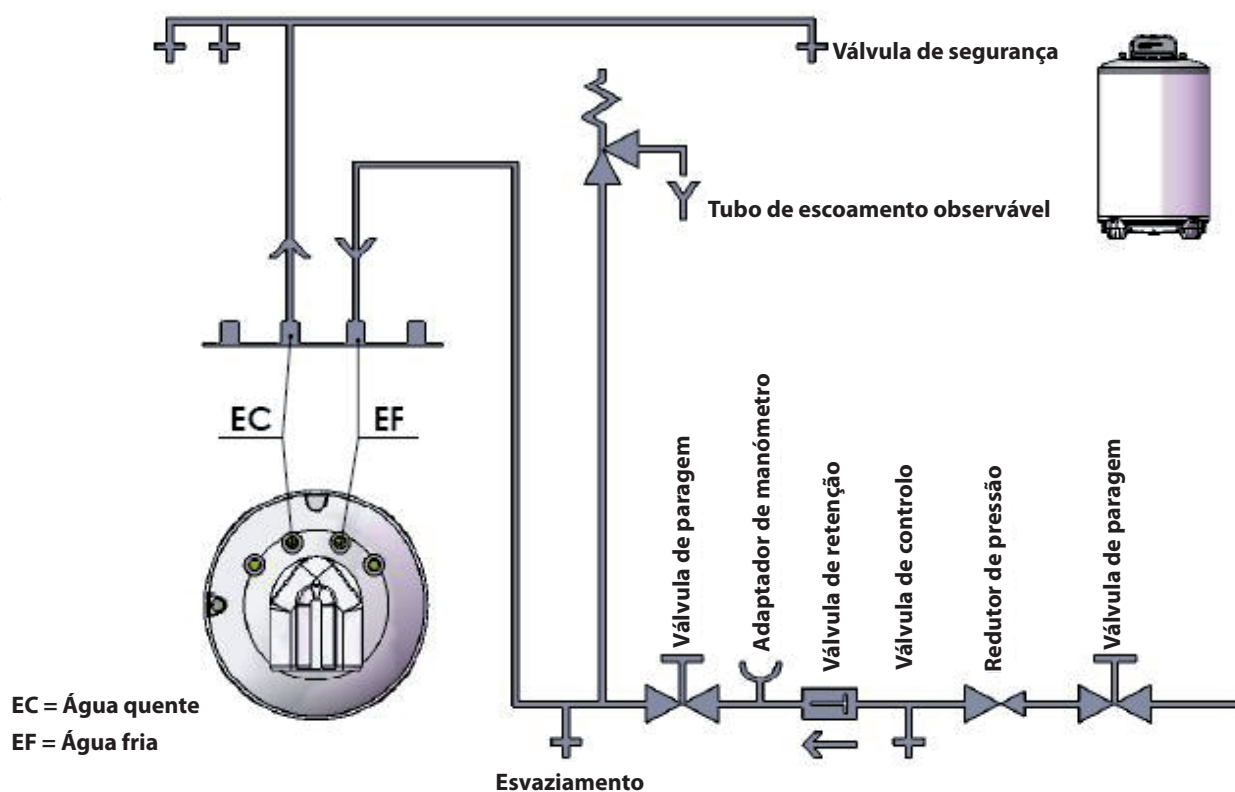 Válvula de segurança
Tubo de escoamento observável
EC
EF
Válvula de paragem
Adaptador de manómetro
Válvula de retenção
Válvula de controlo
Redutor de pressão
Válvula de paragem
EC = Água quente
EF = Água fria
Esvaziamento